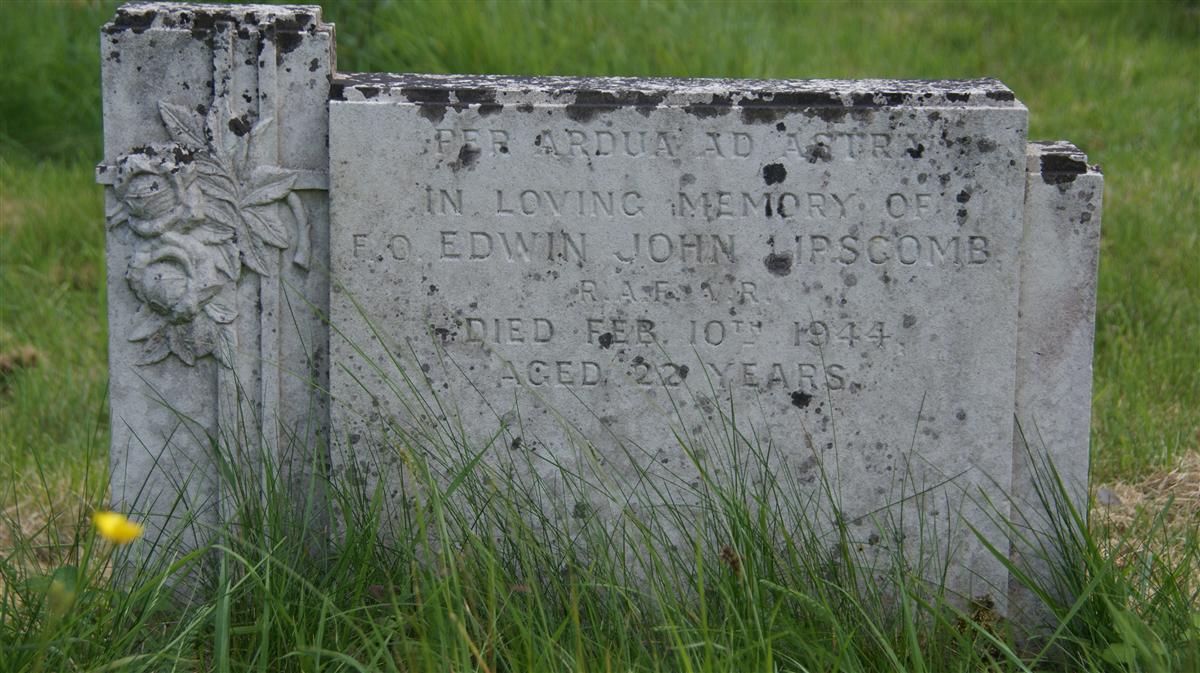 PER ARDUA AD ASTRA
IN LOVING MEMORY OF
F.O. EDWIN JOHN LIPSCOMB.
R.A.F.V.R.
DIED FEB. 10TH 1944,
AGED 22 YEARS.